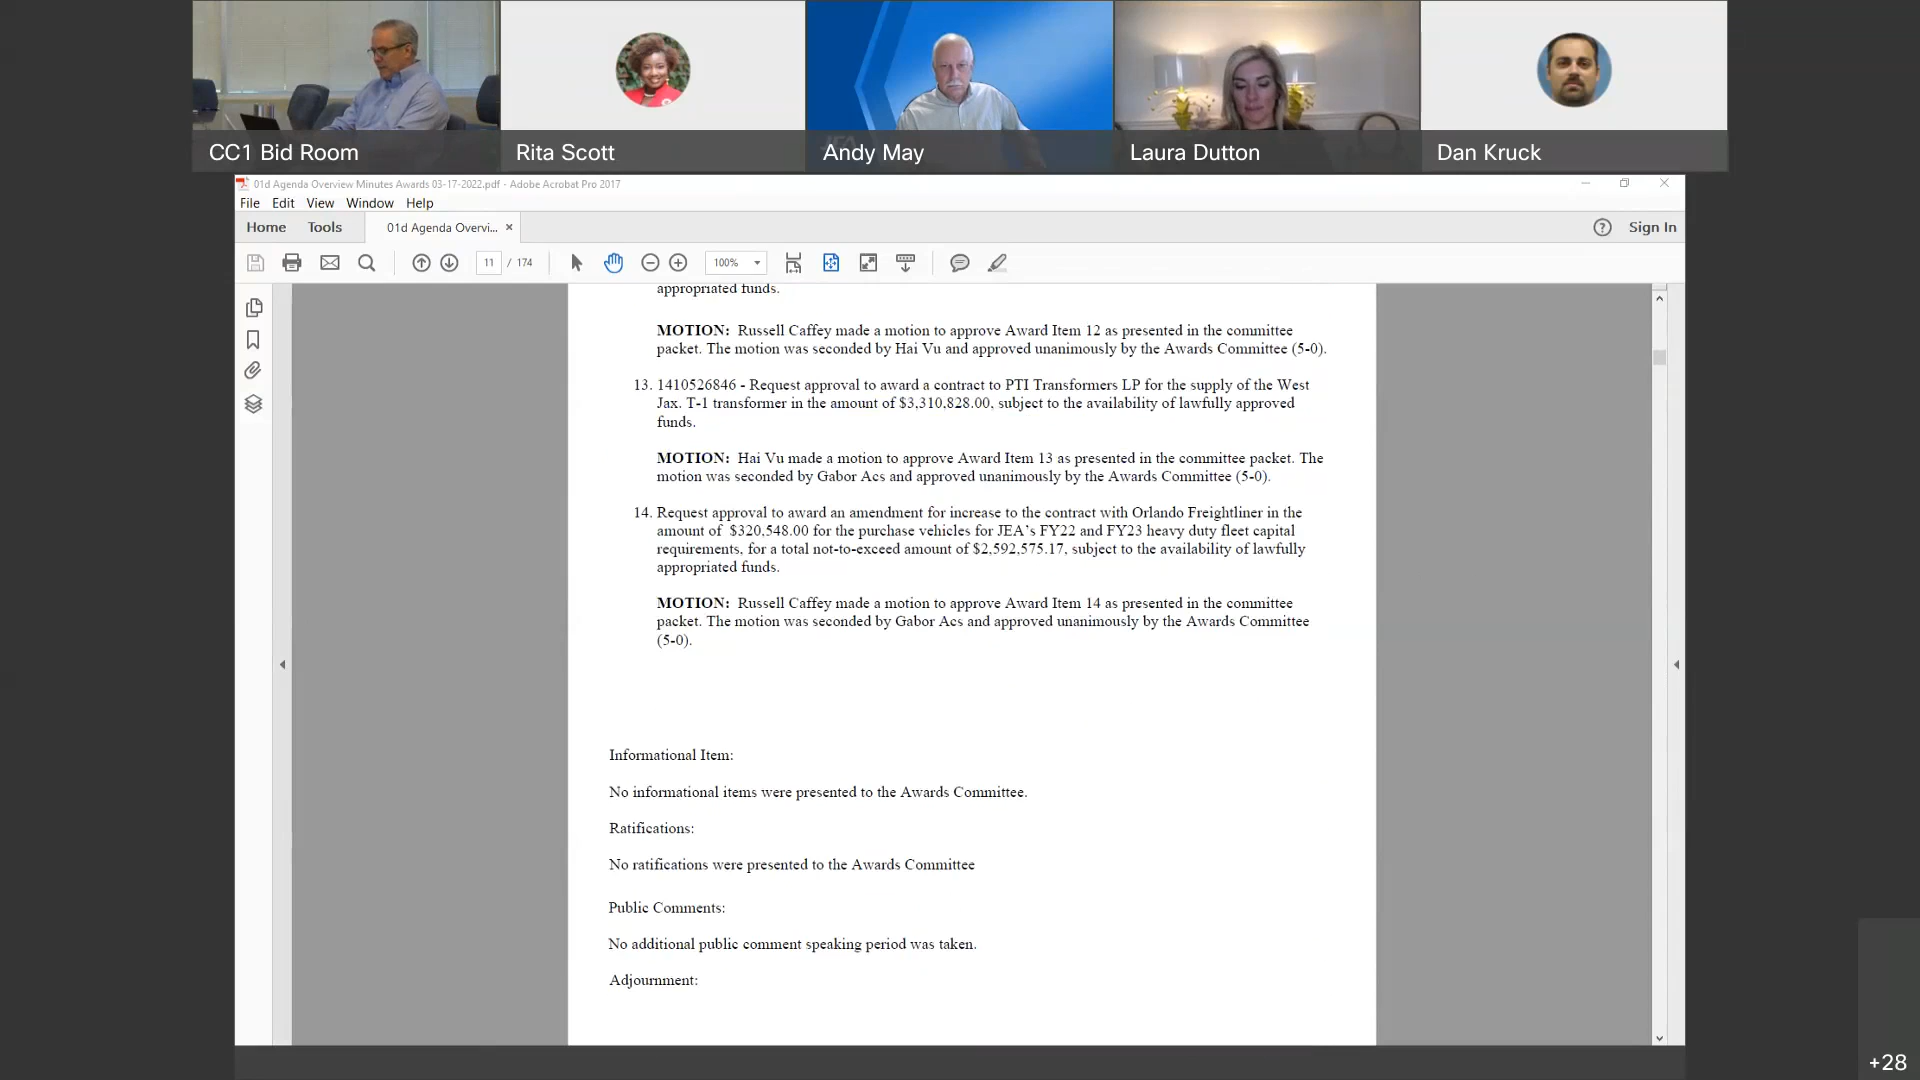 CC1 Bid Room
Rita Scott
Andy May
Laura Dutton
Dan Kruck
01d Agenda Overview Minutes Awards 03-17-2022.pdf - Adobe Acrobat Pro 2017
File Edit View Window Help
Home Tools 01d Agenda Overvi... × Sign In
11 / 174 100%
appropriated funds.
MOTION: Russell Caffey made a motion to approve Award Item 12 as presented in the committee
packet. The motion was seconded by Hai Vu and approved unanimously by the Awards Committee (5-0).
13. 1410526846 - Request approval to award a contract to PTI Transformers LP for the supply of the West
Jax. T-1 transformer in the amount of $3,310,828.00, subject to the availability of lawfully approved
funds.
MOTION: Hai Vu made a motion to approve Award Item 13 as presented in the committee packet. The
motion was seconded by Gabor Acs and approved unanimously by the Awards Committee (5-0).
14. Request approval to award an amendment for increase to the contract with Orlando Freightliner in the
amount of $320,548.00 for the purchase vehicles for JEA's FY22 and FY23 heavy duty fleet capital
requirements, for a total not-to-exceed amount of $2,592,575.17, subject to the availability of lawfully
appropriated funds.
MOTION: Russell Caffey made a motion to approve Award Item 14 as presented in the committee
packet. The motion was seconded by Gabor Acs and approved unanimously by the Awards Committee
(5-0).
Informational Item:
No informational items were presented to the Awards Committee.
Ratifications:
No ratifications were presented to the Awards Committee
Public Comments:
No additional public comment speaking period was taken.
Adjournment:
+28